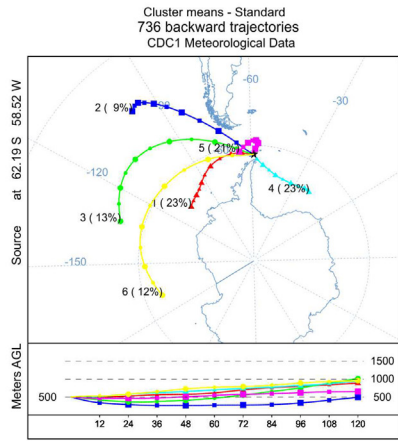 Cluster means - Standard
736 backward trajectories
CDC1 Meteorological Data
Source at 62.19 S 58.52 W
-60
-30
2 ( 9%)
5 ( 21%)
-120
4 ( 23%)
1 ( 23%)
3 ( 13%)
-150
6 ( 12%)
Meters AGL
1500
1000
500
500
12 24 36 48 60 72 84 96 108 120